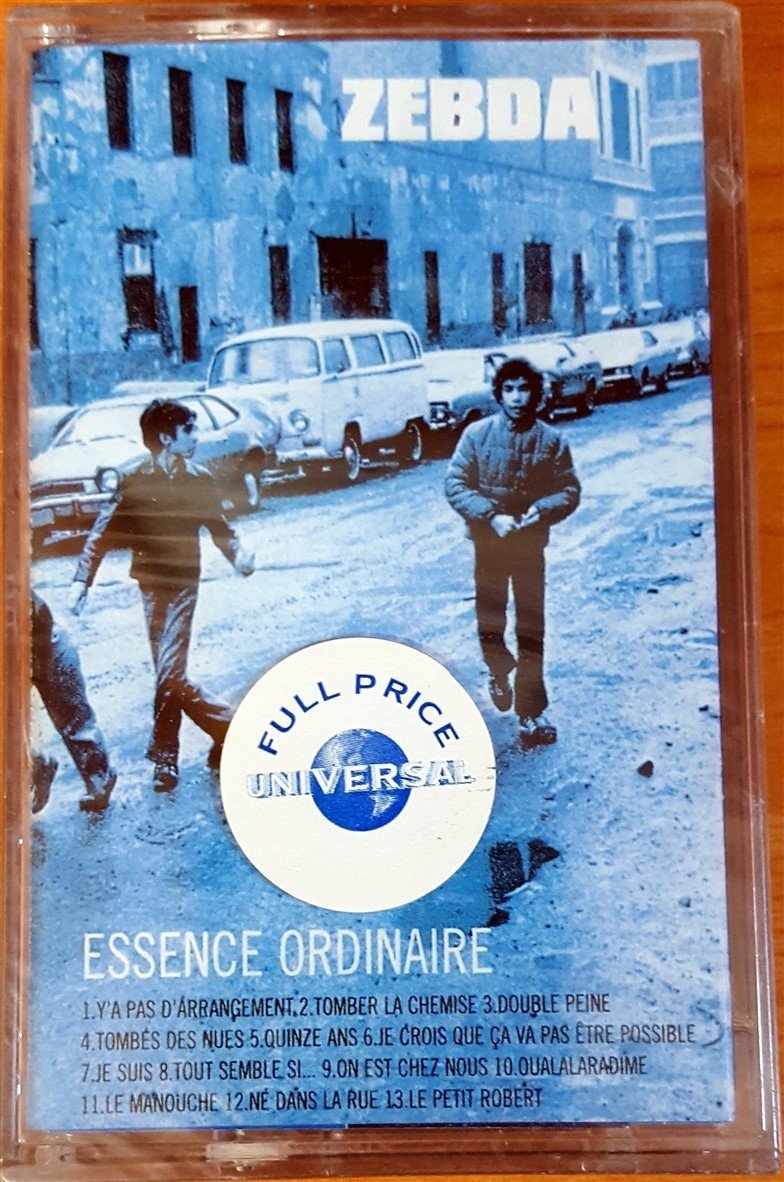 ZEBDA
FULL PRICE
UNIVERSAL
ESSENCE ORDINAIRE
1.Y'A PAS D'ARRANGEMENT 2.TOMBER LA CHEMISE 3.DOUBLE PEINE
4.TOMBÉS DES NUES 5.QUINZE ANS 6.JE CROIS QUE ÇA VA PAS ÊTRE POSSIBLE
7.JE SUIS 8.TOUT SEMBLE SI... 9.ON EST CHEZ NOUS 10.OUALALARADIME
11.LE MANOUCHE 12.NÉ DANS LA RUE 13.LE PETIT ROBERT